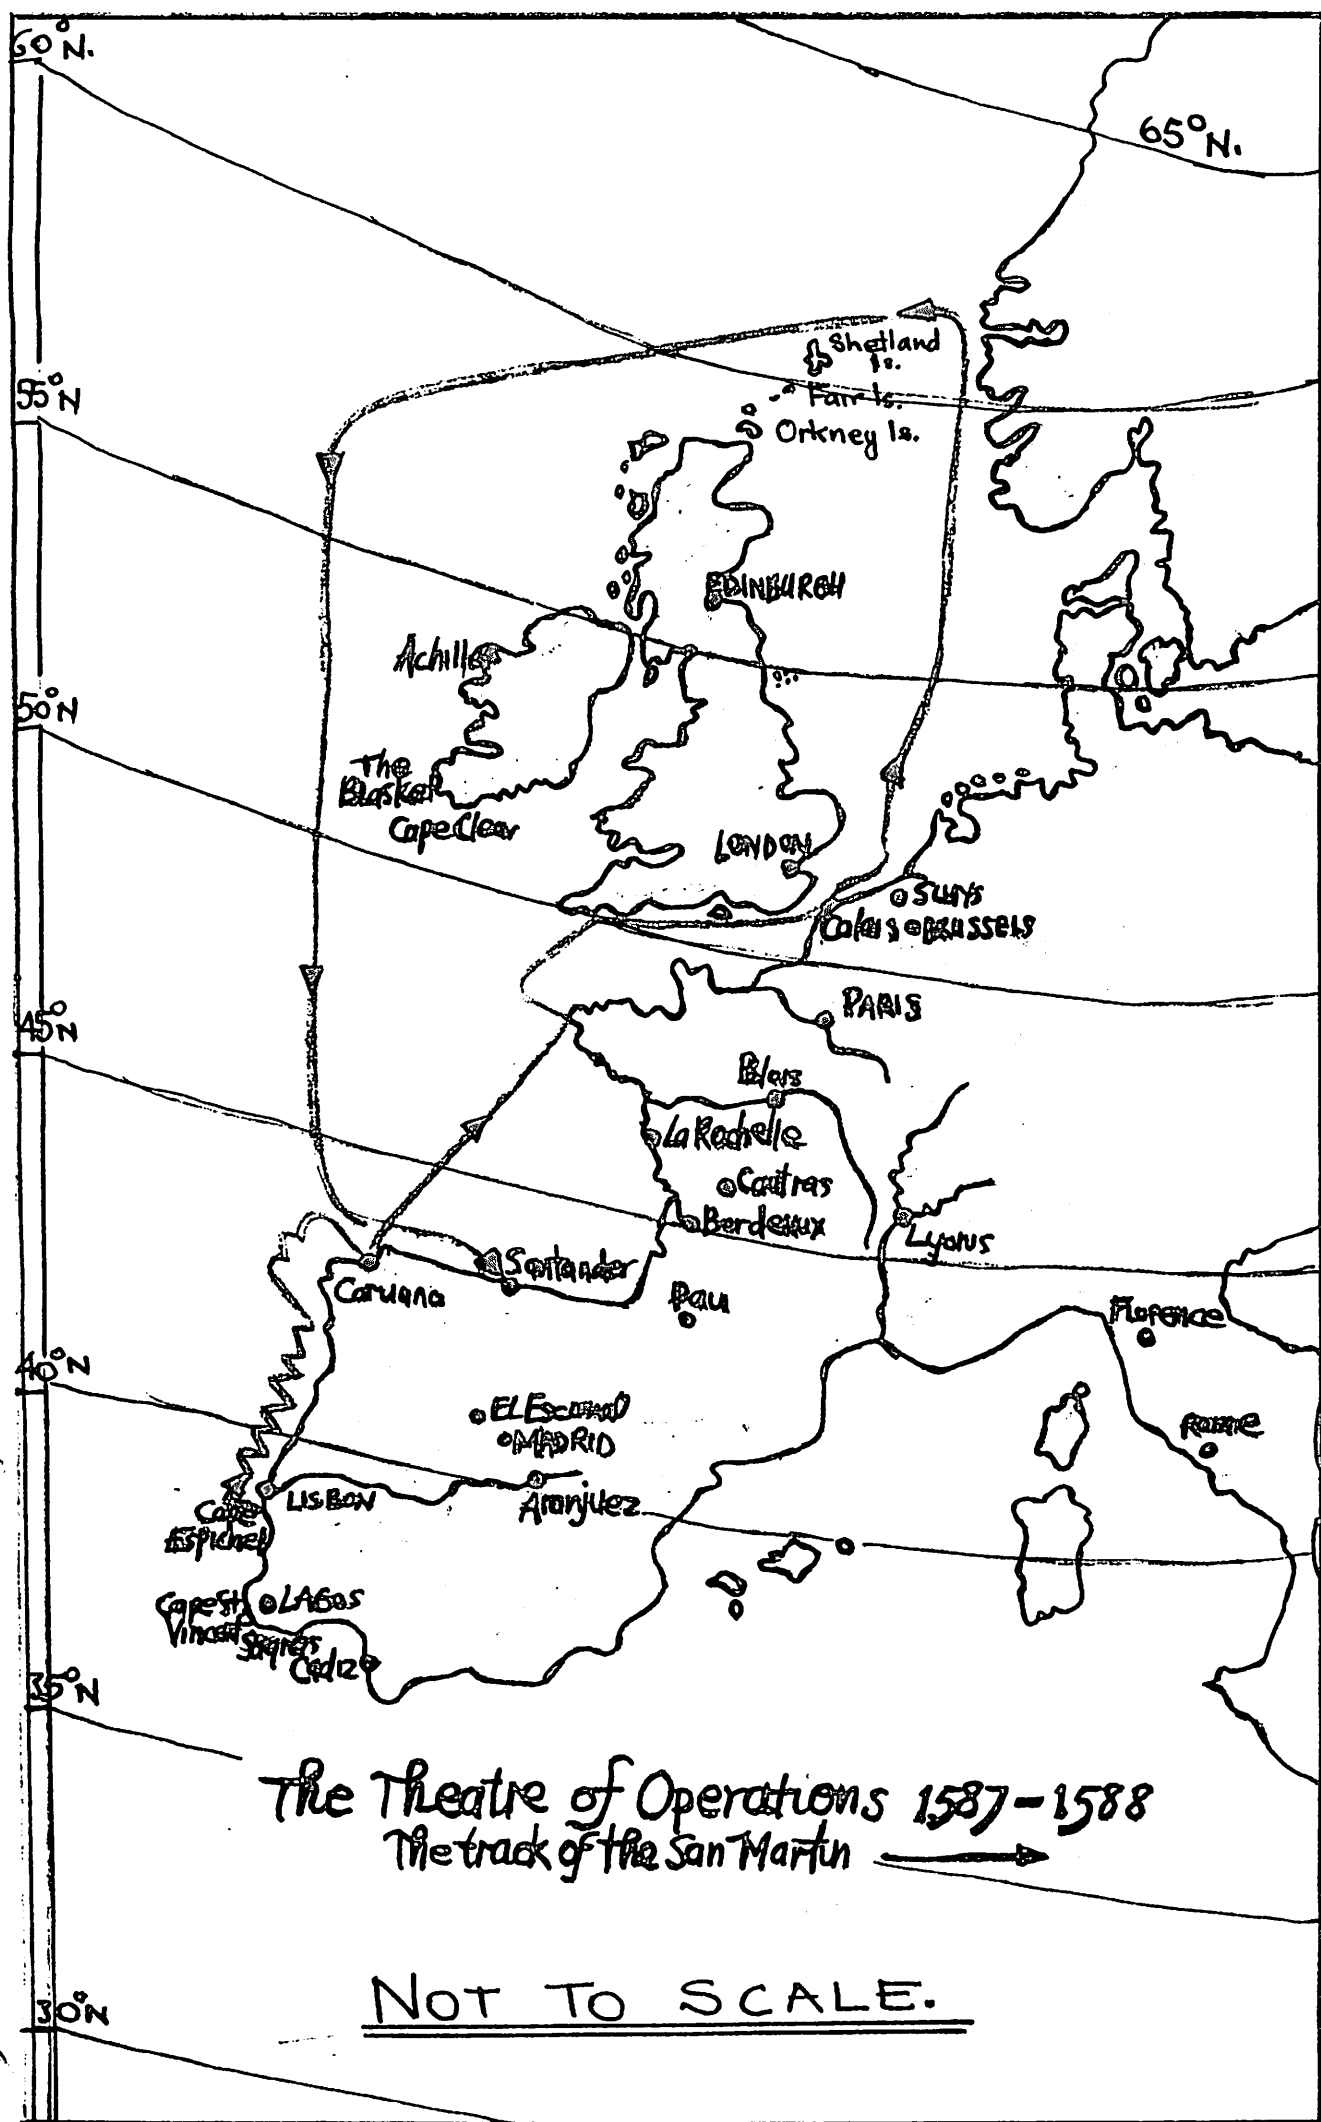 60°N.
65°N.
Shetland
Is.
55°N
Fair Is.
Orkney Is.
EDINBURGH
Achill
50°N
The
Blasket
Cape Clear
LONDON
Calais
BRUSSELS
45°N
PARIS
Blois
La Rochelle
Coutras
Bordeaux
Lyons
Santander
Caruana
Pau
Florence
40°N
EL Escorial
MADRID
Rome
LISBON
Aranjuez
Cape
Espichel
Cape St.
Vincent
LAGOS
Sagres
Cadiz
35°N
The Theatre of Operations 1587-1588
The track of the San Martin
NOT TO SCALE.
30°N